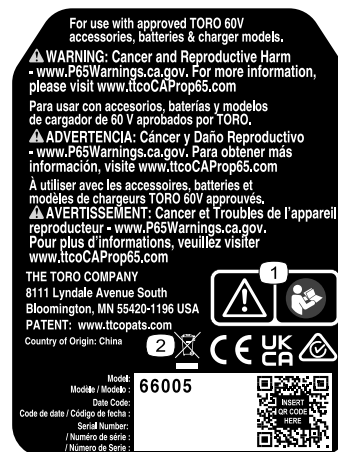 For use with approved TORO 60V
accessories, batteries & charger models.
WARNING: Cancer and Reproductive Harm
- www.P65Warnings.ca.gov. For more information,
please visit www.ttcoCAProp65.com
Para usar con accesorios, baterías y modelos
de cargador de 60 V aprobados por TORO.
ADVERTENCIA: Cáncer y Daño Reproductivo
- www.P65Warnings.ca.gov. Para obtener más
información, visite www.ttcoCAProp65.com
À utiliser avec les accessoires, batteries et
modèles de chargeurs TORO 60V approuvés.
AVERTISSEMENT: Cancer et Troubles de l'appareil
reproducteur - www.P65Warnings.ca.gov.
Pour plus d'informations, veuillez visiter
www.ttcoCAProp65.com
THE TORO COMPANY
8111 Lyndale Avenue South
Bloomington, MN 55420-1196 USA
PATENT: www.ttcopats.com
Country of Origin: China
1
2
CE UK CA
Model:
Modèle / Modelo :
66005
Date Code:
Code de date / Código de fecha :
Serial Number:
/ Numéro de série :
/ Número de Serie :
INSERT
QR CODE
HERE